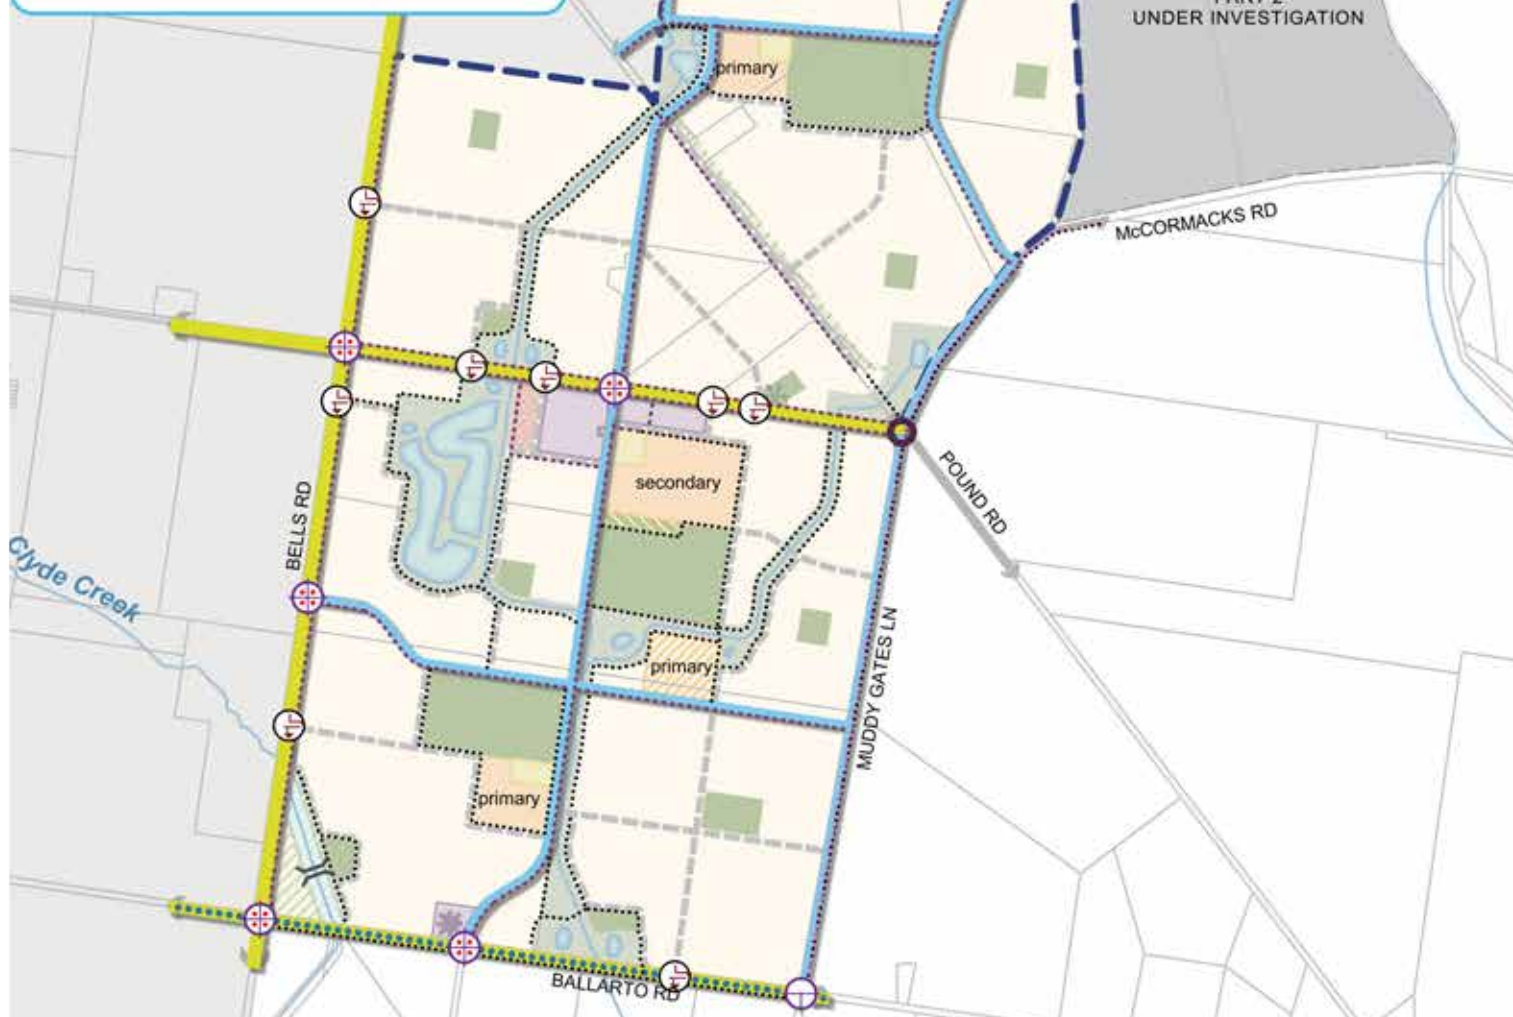 UNDER INVESTIGATION
primary
McCORMACKS RD
secondary
POUND RD
BELLS RD
Clyde Creek
primary
MUDDY GATES LN
primary
BALLARTO RD